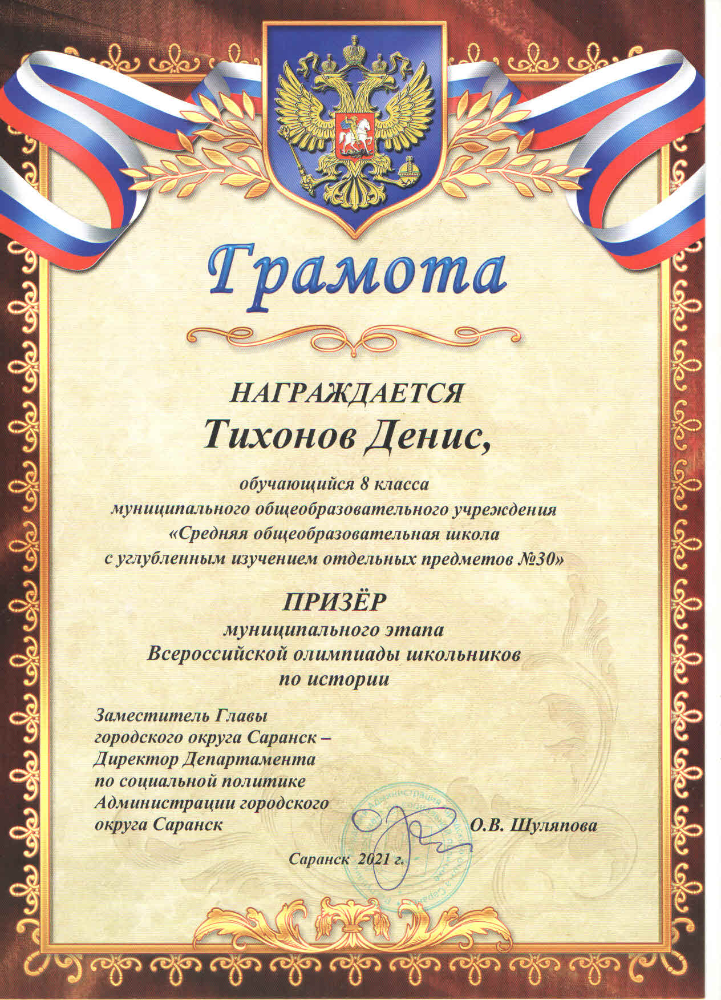 Грамота
НАГРАЖДАЕТСЯ
Тихонов Денис,
обучающийся 8 класса
муниципального общеобразовательного учреждения
«Средняя общеобразовательная школа
с углубленным изучением отдельных предметов №30»
ПРИЗЁР
муниципального этапа
Всероссийской олимпиады школьников
по истории
Заместитель Главы
городского округа Саранск –
Директор Департамента
по социальной политике
Администрации городского
округа Саранск
О.В. Шуляпова
Саранск 2021 г.